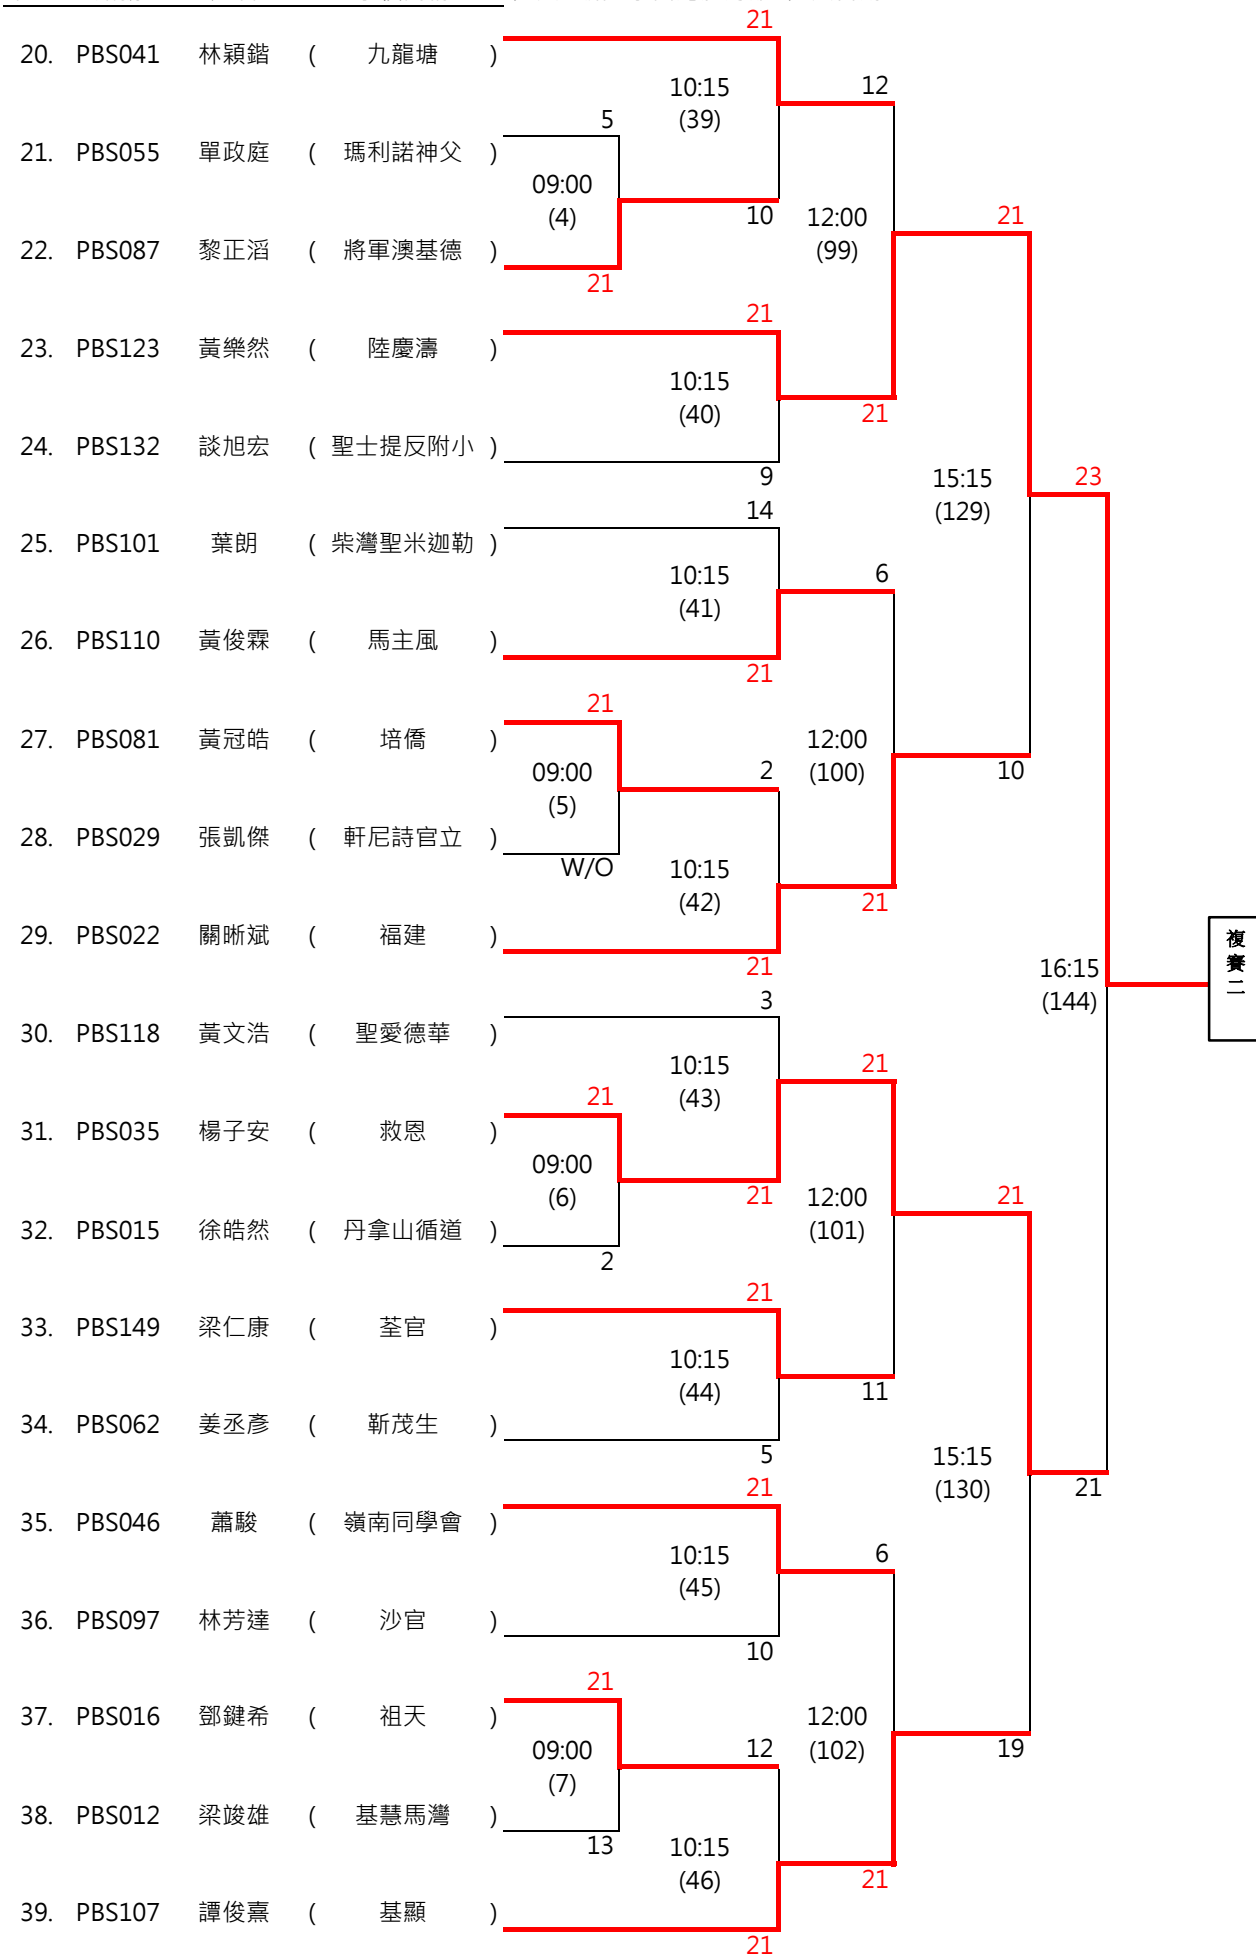 21
20. PBS041 林穎鍇 ( 九龍塘 )
10:15 12
5 (39)
21. PBS055 單政庭 ( 瑪利諾神父 )
09:00
(4) 10 12:00 21
22. PBS087 黎正滔 ( 將軍澳基德 ) (99)
21
21
23. PBS123 黃樂然 ( 陸慶濤 )
10:15
(40) 21
24. PBS132 談旭宏 ( 聖士提反附小 )
9 15:15 23
14 (129)
25. PBS101 葉朗 ( 柴灣聖米迦勒 )
10:15 6
(41)
26. PBS110 黃俊霖 ( 馬主風 )
21
21
27. PBS081 黃冠皓 ( 培僑 ) 12:00
09:00 2 (100) 10
(5)
28. PBS029 張凱傑 ( 軒尼詩官立 )
W/O 10:15
(42) 21
29. PBS022 關晰斌 ( 福建 ) 複賽二
21 16:15
3 (144)
30. PBS118 黃文浩 ( 聖愛德華 )
10:15 21
21 (43)
31. PBS035 楊子安 ( 救恩 )
09:00
(6) 21 12:00 21
32. PBS015 徐皓然 ( 丹拿山循道 ) (101)
2
21
33. PBS149 梁仁康 ( 荃官 )
10:15
(44) 11
34. PBS062 姜丞彥 ( 靳茂生 )
5 15:15
21 (130) 21
35. PBS046 蕭駿 ( 嶺南同學會 )
10:15 6
(45)
36. PBS097 林芳達 ( 沙官 )
10
21
37. PBS016 鄧鍵希 ( 祖天 ) 12:00
09:00 12 (102) 19
(7)
38. PBS012 梁竣雄 ( 基慧馬灣 )
13 10:15
(46) 21
39. PBS107 譚俊熹 ( 基顯 )
21